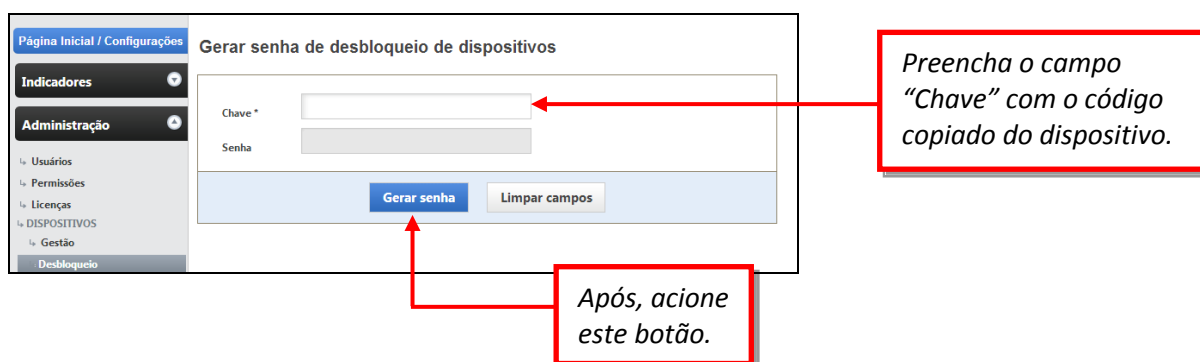 Página Inicial / Configurações
Indicadores
Administração
Usuários
Permissões
Licenças
DISPOSITIVOS
Gestão
Desbloqueio
Gerar senha de desbloqueio de dispositivos
Chave *
Senha
Gerar senha Limpar campos
Preencha o campo
“Chave” com o código
copiado do dispositivo.
Após, acione
este botão.